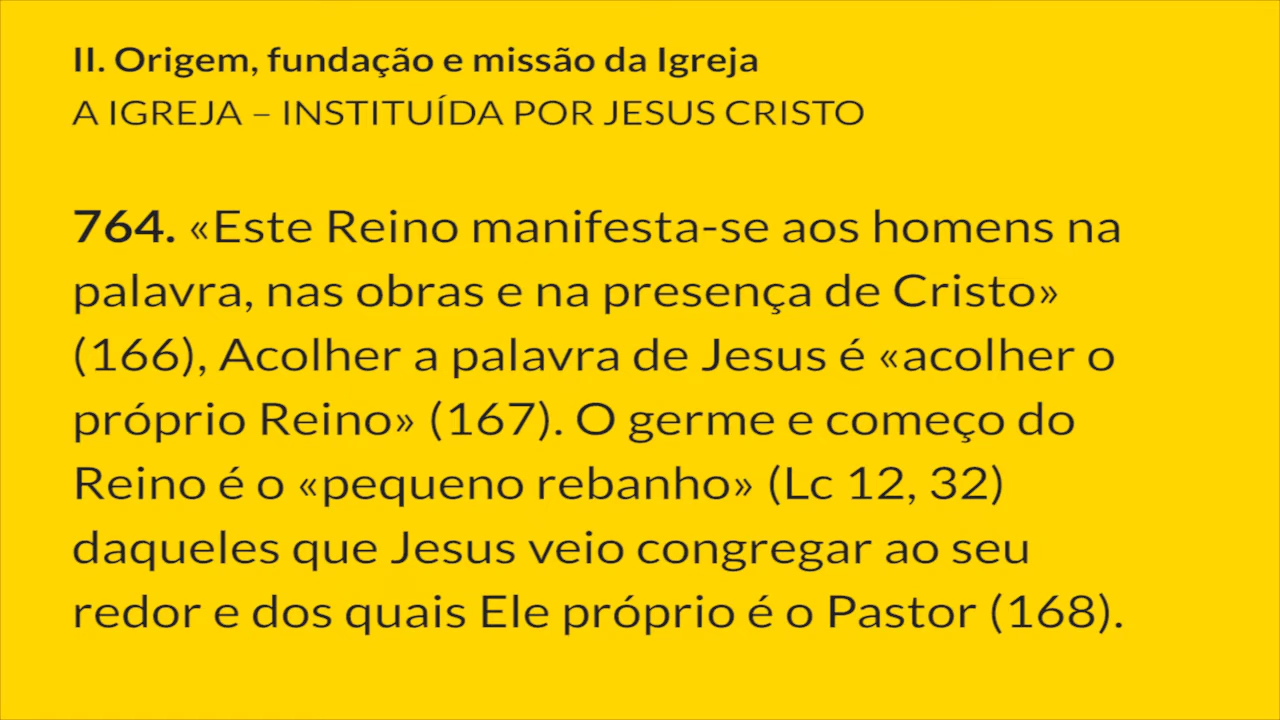 II. Origem, fundação e missão da Igreja
A IGREJA – INSTITUÍDA POR JESUS CRISTO
764. «Este Reino manifesta-se aos homens na
palavra, nas obras e na presença de Cristo»
(166), Acolher a palavra de Jesus é «acolher o
próprio Reino» (167). O germe e começo do
Reino é o «pequeno rebanho» (Lc 12, 32)
daqueles que Jesus veio congregar ao seu
redor e dos quais Ele próprio é o Pastor (168).